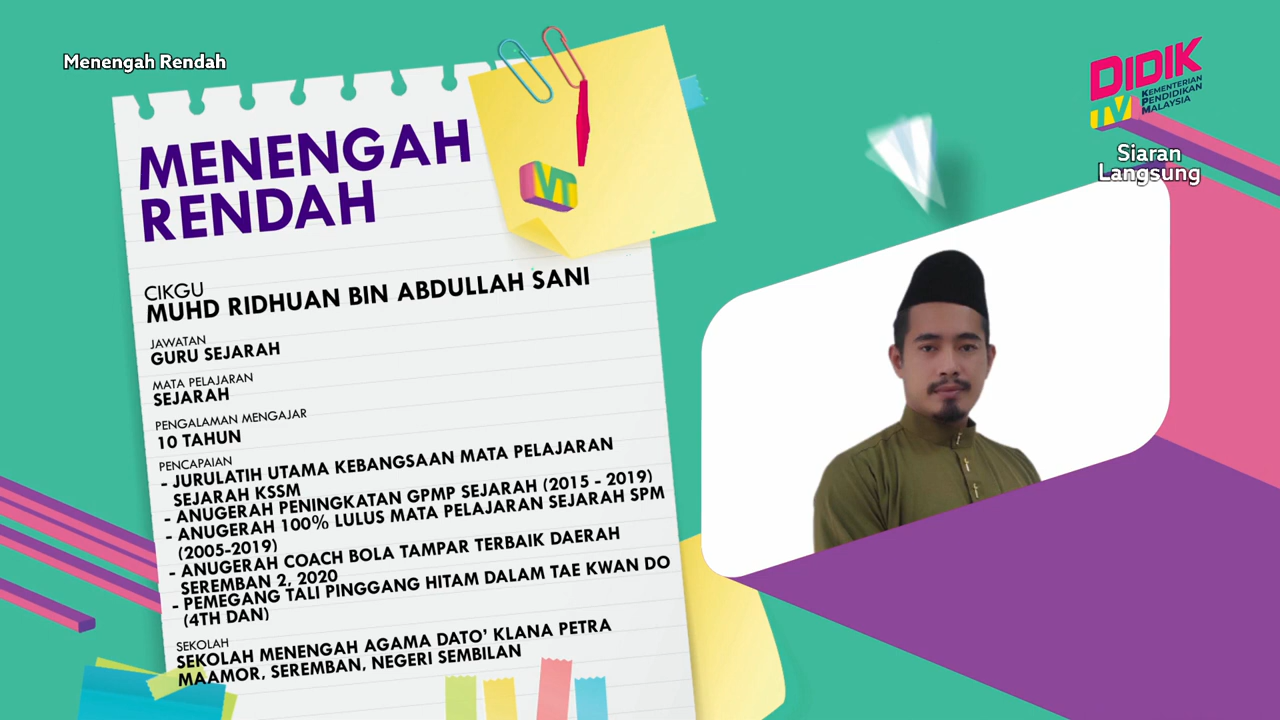 Menengah Rendah
MENENGAH
RENDAH
CIKGU
MUHD RIDHUAN BIN ABDULLAH SANI
JAWATAN
GURU SEJARAH
MATA PELAJARAN
SEJARAH
PENGALAMAN MENGAJAR
10 TAHUN
PENCAPAIAN
- JURULATIH UTAMA KEBANGSAAN MATA PELAJARAN
SEJARAH KSSM
- ANUGERAH PENINGKATAN GPMP SEJARAH (2015 - 2019)
- ANUGERAH 100% LULUS MATA PELAJARAN SEJARAH SPM
(2005-2019)
- ANUGERAH COACH BOLA TAMPAR TERBAIK DAERAH
SEREMBAN 2, 2020
- PEMEGANG TALI PINGGANG HITAM DALAM TAE KWAN DO
(4TH DAN)
SEKOLAH
SEKOLAH MENENGAH AGAMA DATO' KLANA PETRA
MAAMOR, SEREMBAN, NEGERI SEMBILAN
DIDIK
TV
KEMENTERIAN
PENDIDIKAN
MALAYSIA
Siaran
Langsung